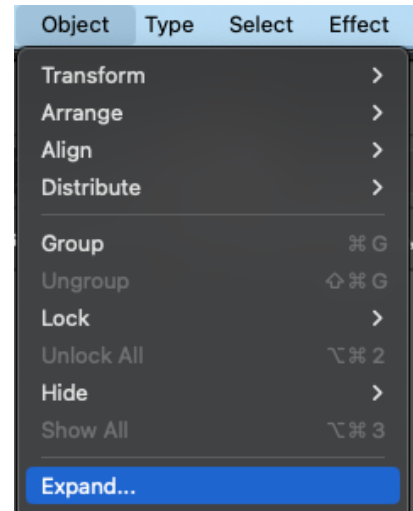 Object Type Select Effect
Transform >
Arrange >
Align >
Distribute >
Group ⌘ G
Ungroup ⇧ ⌘ G
Lock >
Unlock All ⌥ ⌘ 2
Hide >
Show All ⌥ ⌘ 3
Expand...